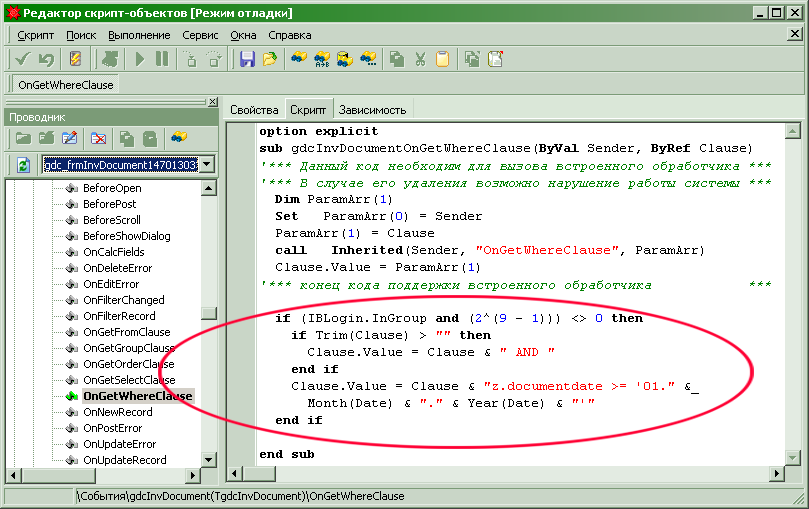 Редактор скрипт-объектов [Режим отладки]
Скрипт Поиск Выполнение Сервис Окна Справка
OnGetWhereClause
Проводник
gdc_frmInvDocument14701303
BeforeOpen
BeforePost
BeforeScroll
BeforeShowDialog
OnCalcFields
OnDeleteError
OnEditError
OnFilterChanged
OnFilterRecord
OnGetFromClause
OnGetGroupClause
OnGetOrderClause
OnGetSelectClause
OnGetWhereClause
OnNewRecord
OnPostError
OnUpdateError
OnUpdateRecord
Свойства Скрипт Зависимость
option explicit
sub gdcInvDocumentOnGetWhereClause(ByVal Sender, ByRef Clause)
'*** Данный код необходим для вызова встроенного обработчика ***
'*** В случае его удаления возможно нарушение работы системы ***
Dim ParamArr(1)
Set ParamArr(0) = Sender
ParamArr(1) = Clause
call Inherited(Sender, "OnGetWhereClause", ParamArr)
Clause.Value = ParamArr(1)
'*** конец кода поддержки встроенного обработчика ***
if (IBLogin.InGroup and (2^(9 - 1))) <> 0 then
if Trim(Clause) > "" then
Clause.Value = Clause & " AND "
end if
Clause.Value = Clause & "z.documentdate >= '01." &_
Month(Date) & "." & Year(Date) & "'"
end if
end sub
\События\gdcInvDocument(TgdcInvDocument)\OnGetWhereClause